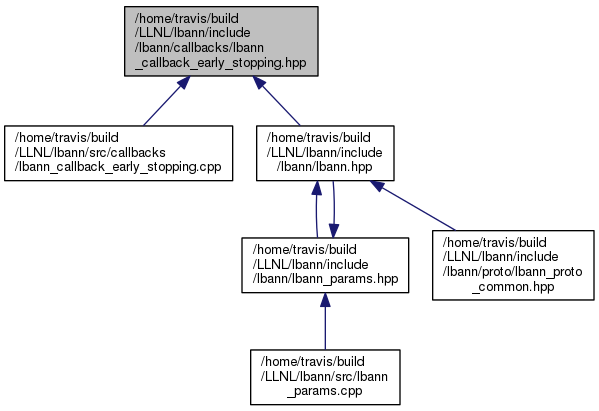 /home/travis/build
/LLNL/lbann/include
/lbann/callbacks/lbann
_callback_early_stopping.hpp
/home/travis/build
/LLNL/lbann/src/callbacks
/lbann_callback_early_stopping.cpp
/home/travis/build
/LLNL/lbann/include
/lbann/lbann.hpp
/home/travis/build
/LLNL/lbann/include
/lbann/lbann_params.hpp
/home/travis/build
/LLNL/lbann/include
/lbann/proto/lbann_proto
_common.hpp
/home/travis/build
/LLNL/lbann/src/lbann
_params.cpp